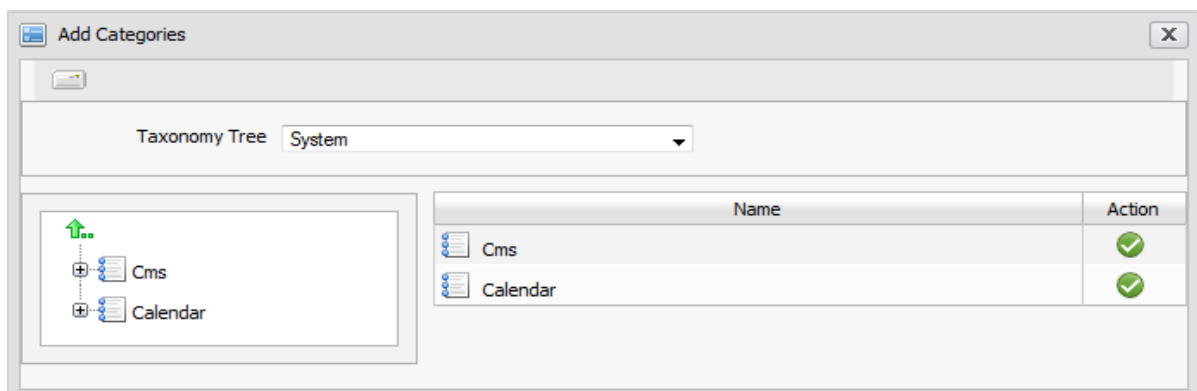 Add Categories
Taxonomy Tree System
Cms
Calendar
Name Action
Cms
Calendar